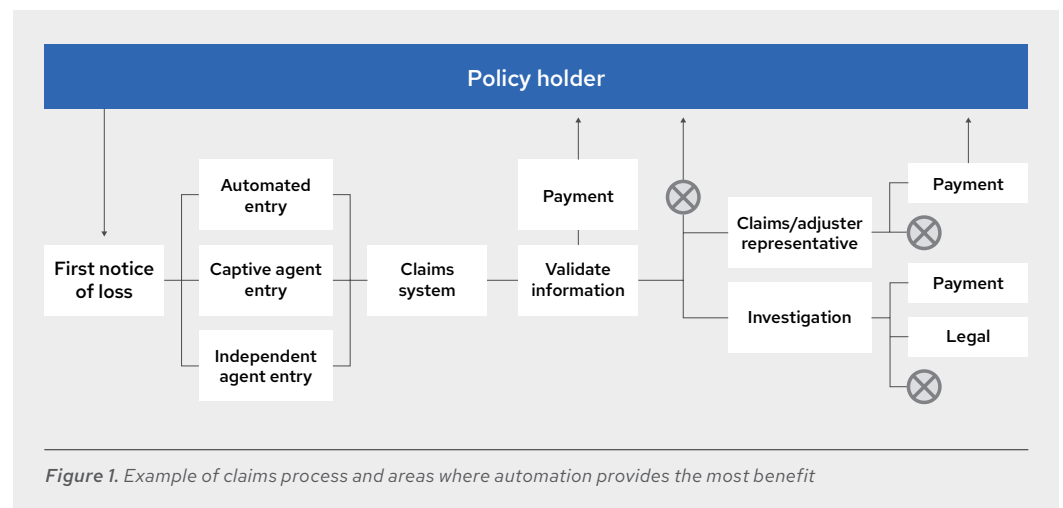 Policy holder
First notice
of loss
Automated
entry
Captive agent
entry
Independent
agent entry
Claims
system
Payment
Validate
information
Claims/adjuster
representative
Investigation
Payment
Payment
Legal
Figure 1. Example of claims process and areas where automation provides the most benefit